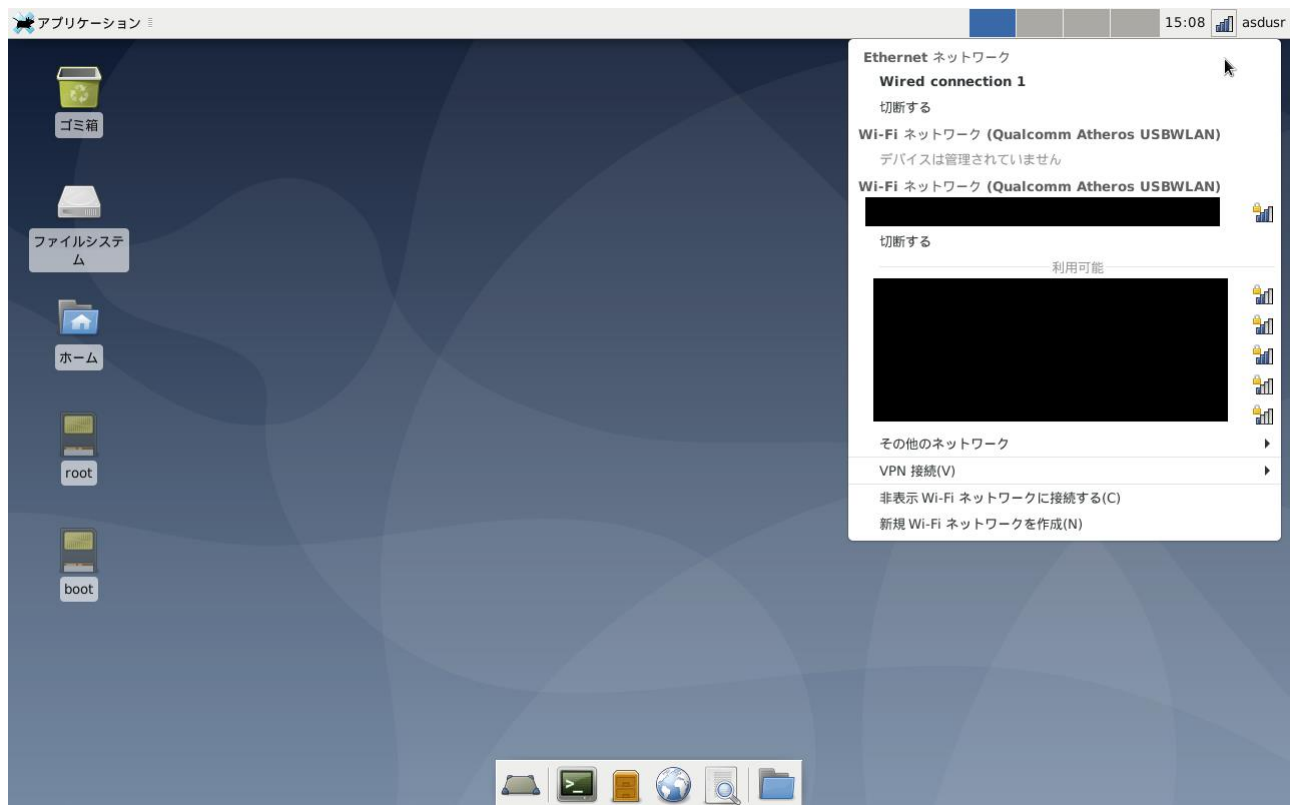 アプリケーション
15:08 asdusr
Ethernet ネットワーク
Wired connection 1
切断する
Wi-Fi ネットワーク (Qualcomm Atheros USBWLAN)
デバイスは管理されていません
Wi-Fi ネットワーク (Qualcomm Atheros USBWLAN)
切断する
利用可能
その他のネットワーク
VPN 接続(V)
非表示 Wi-Fi ネットワークに接続する(C)
新規 Wi-Fi ネットワークを作成(N)
ゴミ箱
ファイルシステ
ム
ホーム
root
boot